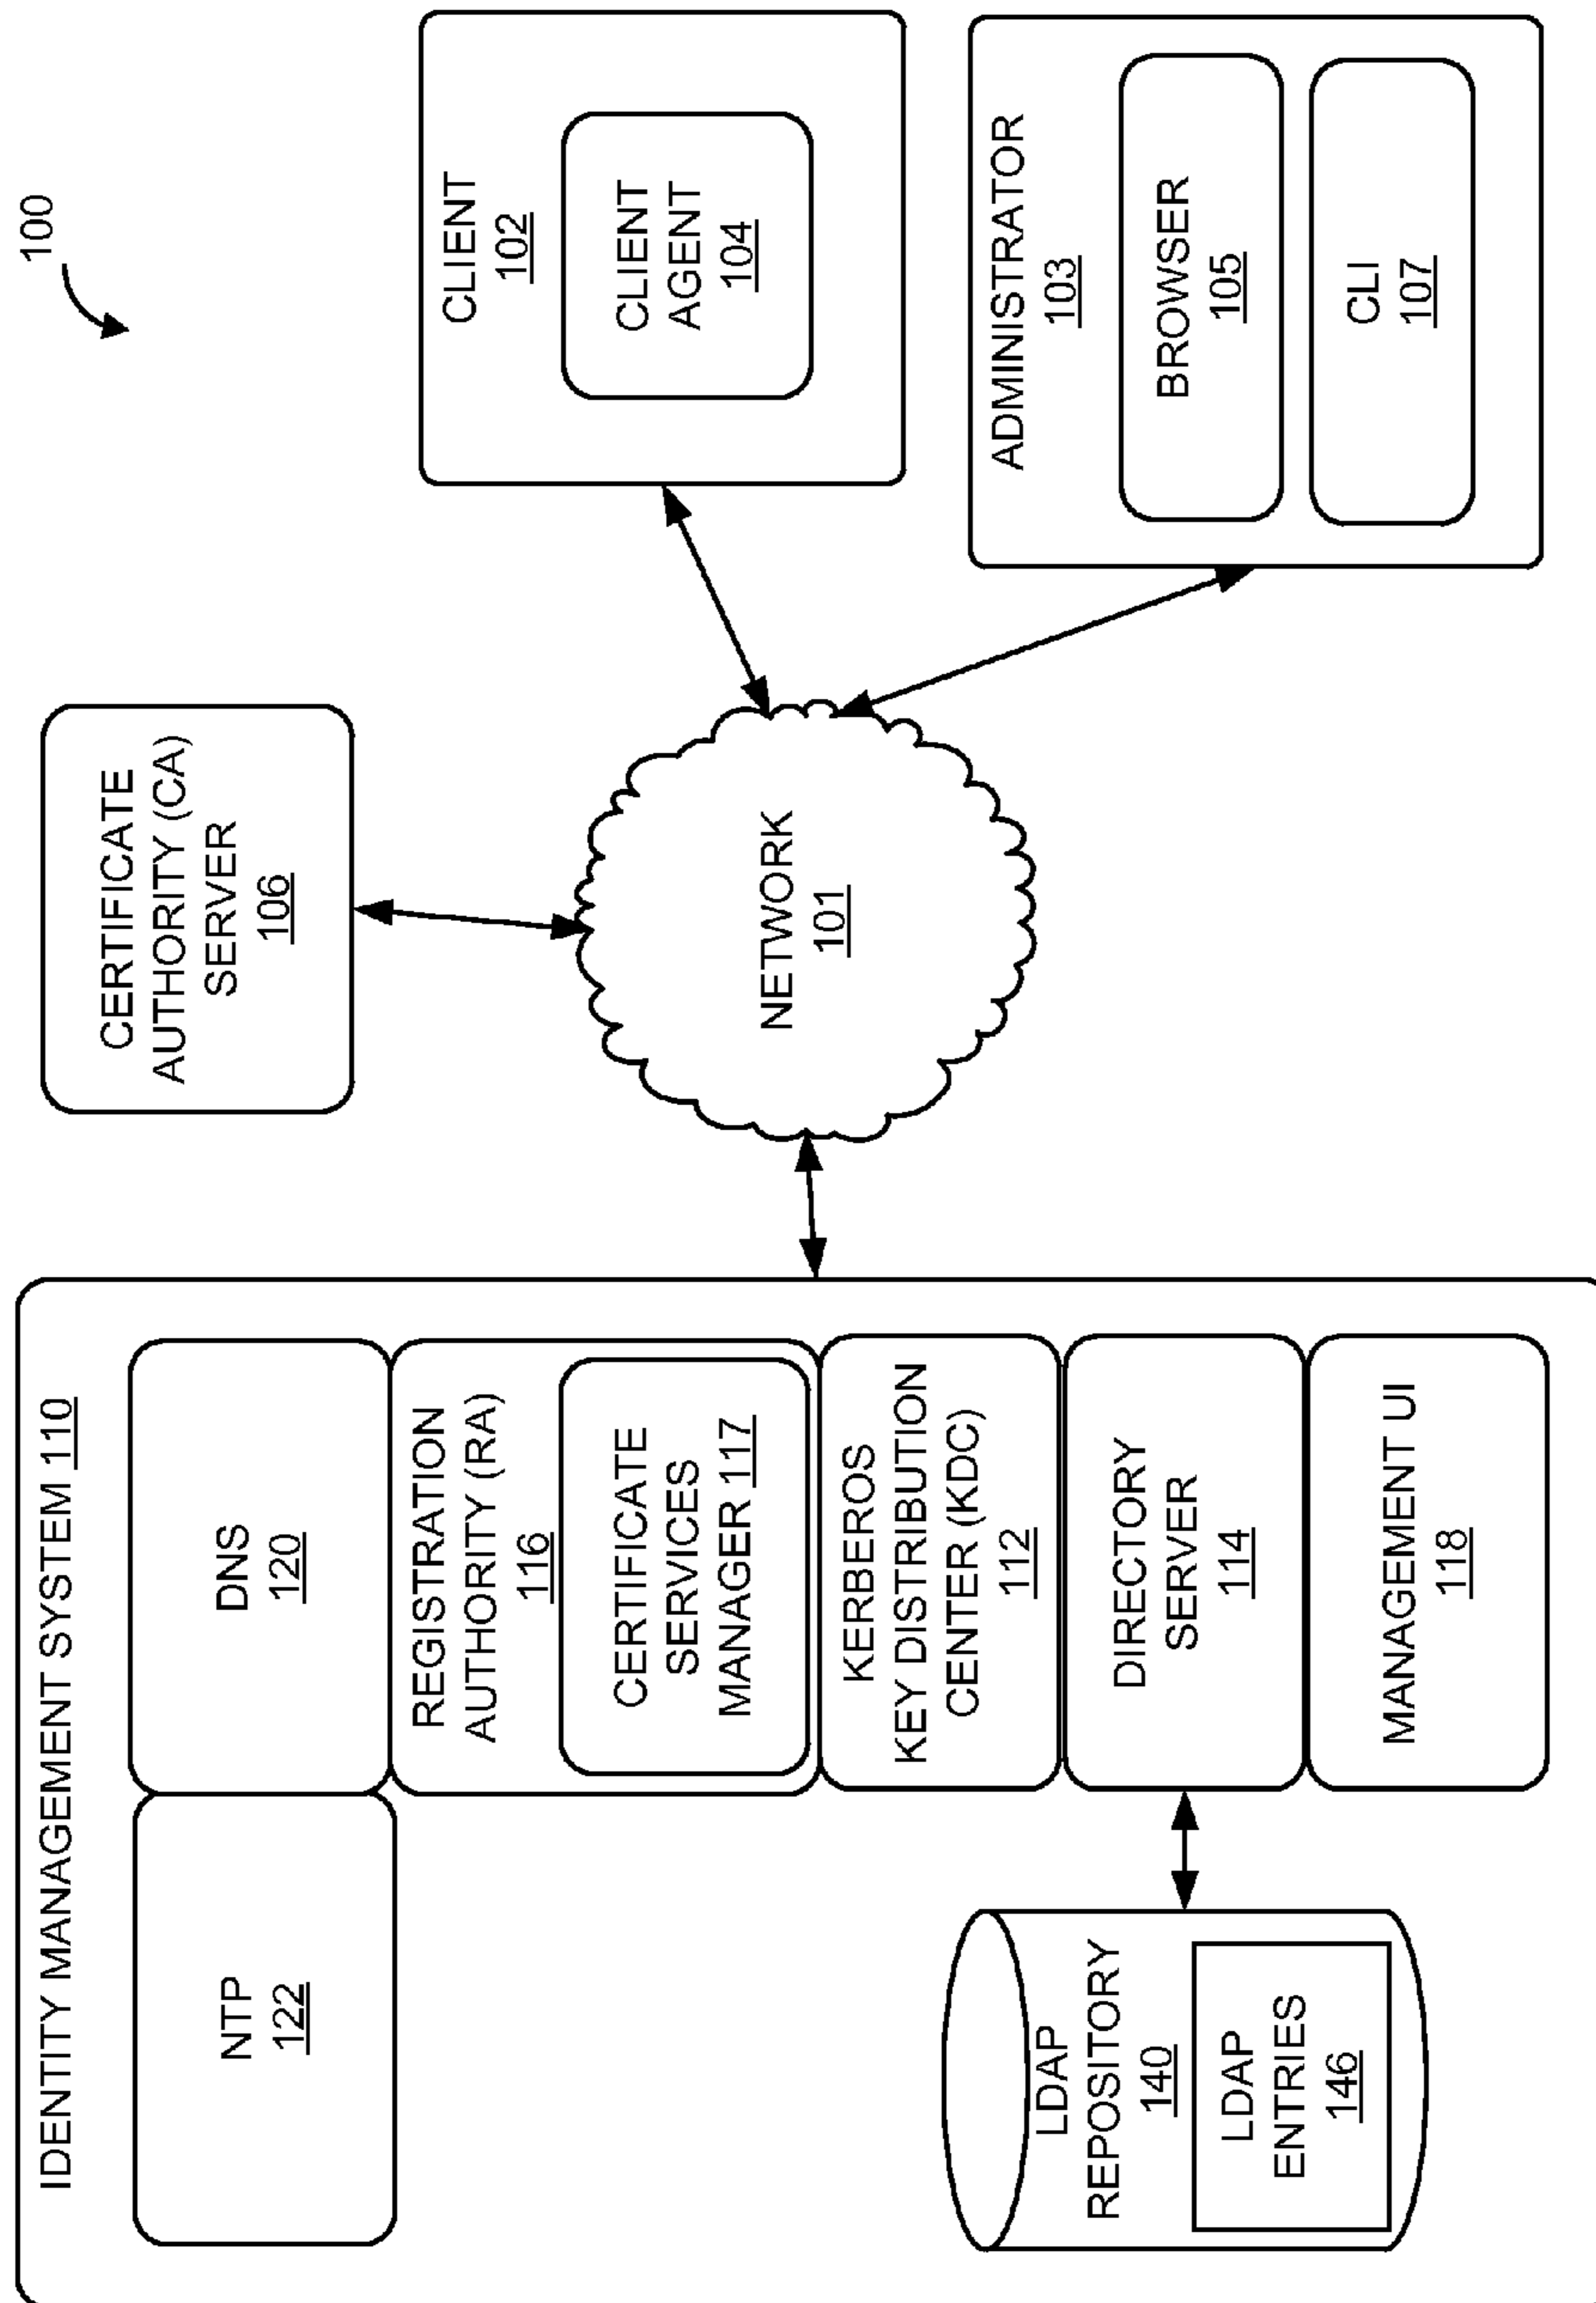 100
IDENTITY MANAGEMENT SYSTEM 110
NTP
122
DNS
120
REGISTRATION
AUTHORITY (RA)
116
CERTIFICATE
SERVICES
MANAGER 117
KERBEROS
KEY DISTRIBUTION
CENTER (KDC)
112
DIRECTORY
SERVER
114
MANAGEMENT UI
118
LDAP
REPOSITORY
140
LDAP
ENTRIES
146
CERTIFICATE
AUTHORITY (CA)
SERVER
106
NETWORK
101
CLIENT
102
CLIENT
AGENT
104
ADMINISTRATOR
103
BROWSER
105
CLI
107